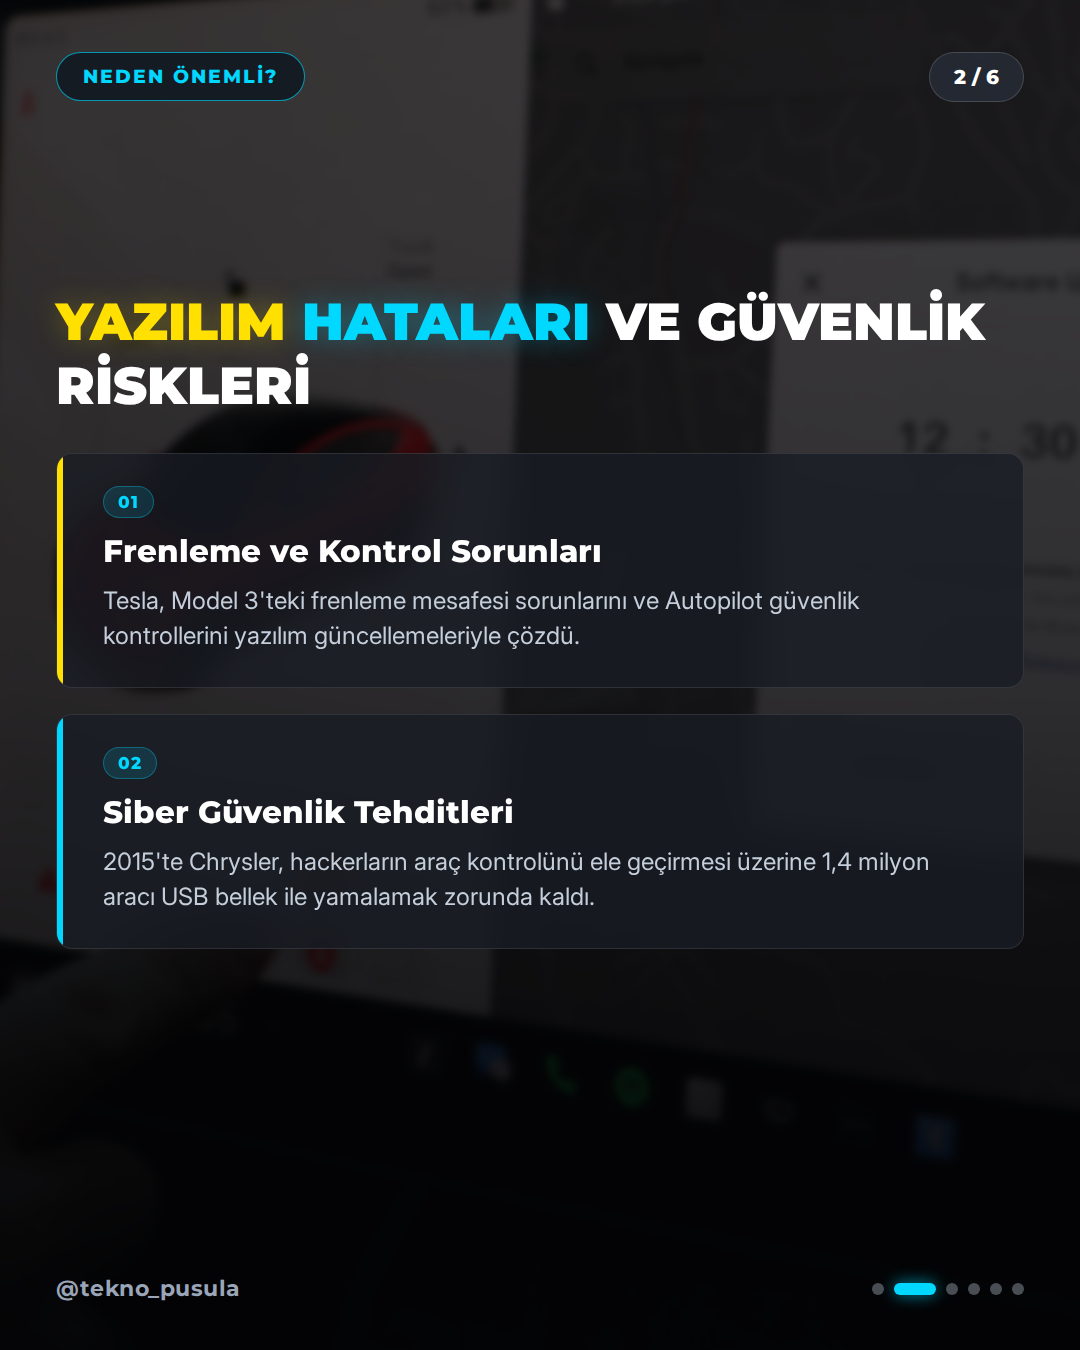 NEDEN ÖNEMLİ?
2 / 6
YAZILIM HATALARI VE GÜVENLİK
RİSKLERİ
12 : 30
01
Frenleme ve Kontrol Sorunları
Tesla, Model 3'teki frenleme mesafesi sorunlarını ve Autopilot güvenlik
kontrollerini yazılım güncellemeleriyle çözdü.
02
Siber Güvenlik Tehditleri
2015'te Chrysler, hackerların araç kontrolünü ele geçirmesi üzerine 1,4 milyon
aracı USB bellek ile yamalamak zorunda kaldı.
@tekno_pusula